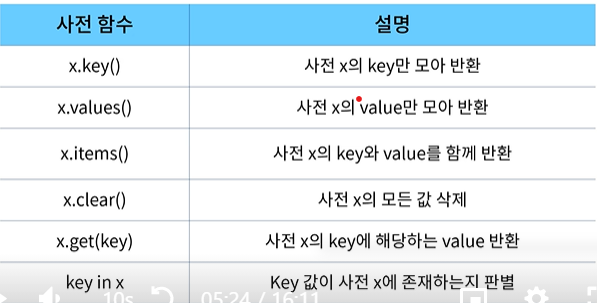 사전 함수 설명
x.key() 사전 x의 key만 모아 반환
x.values() 사전 x의 value만 모아 반환
x.items() 사전 x의 key와 value를 함께 반환
x.clear() 사전 x의 모든 값 삭제
x.get(key) 사전 x의 key에 해당하는 value 반환
key in x Key 값이 사전 x에 존재하는지 판별
10s 05:24 / 16:11